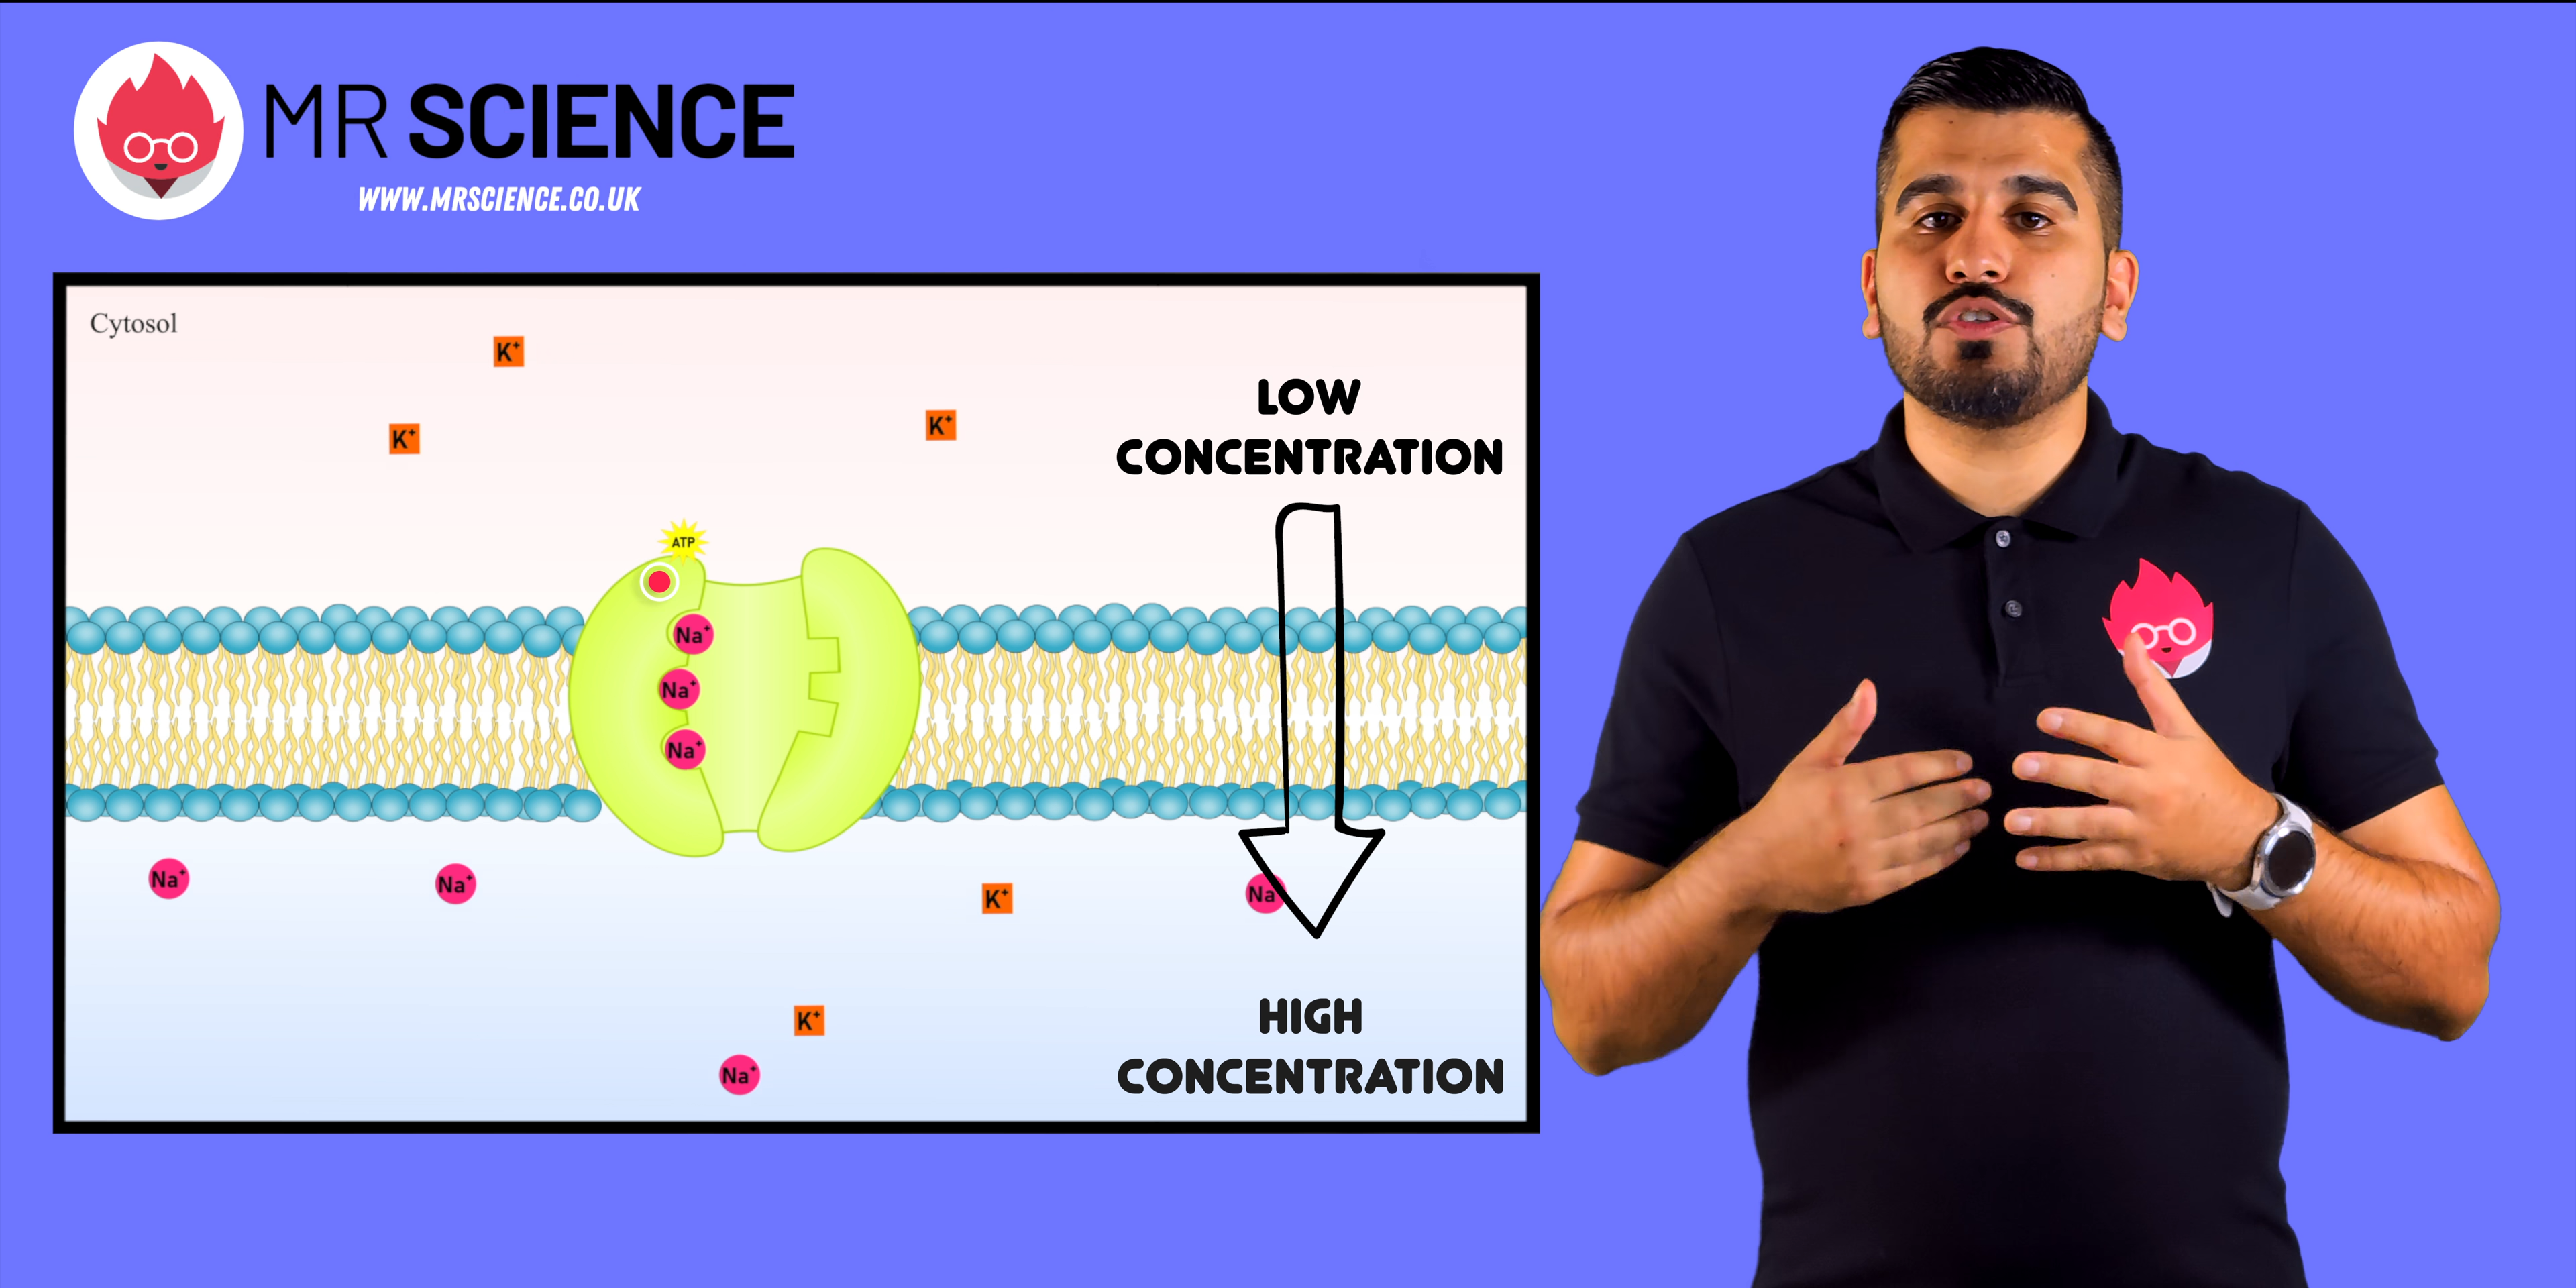 MR SCIENCE
WWW.MRSCIENCE.CO.UK
Cytosol
K⁺
K⁺
K⁺
LOW
CONCENTRATION
ATP
Na⁺
Na⁺
Na⁺
Na⁺
Na⁺
K⁺
Na
K⁺
Na⁺
HIGH
CONCENTRATION